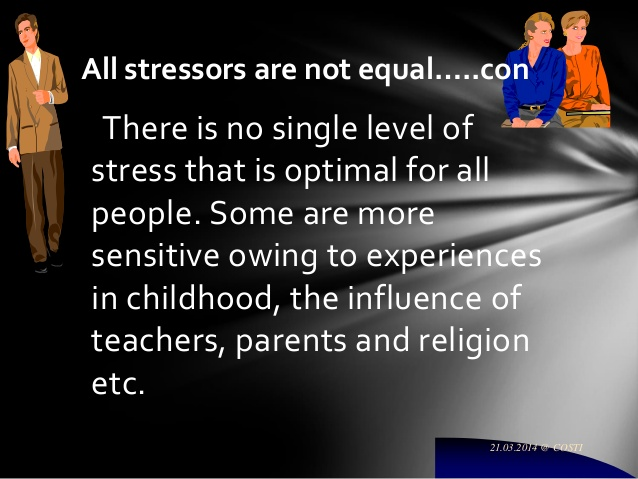 All stressors are not equal.....con
There is no single level of
stress that is optimal for all
people. Some are more
sensitive owing to experiences
in childhood, the influence of
teachers, parents and religion
etc.
21.03.2014 @ COSTI